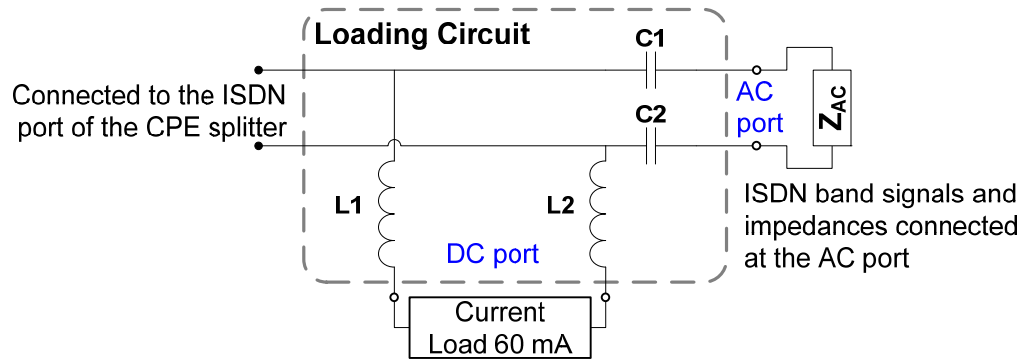 Loading Circuit
C1
Connected to the ISDN
port of the CPE splitter
AC
port
C2
Z_AC
L1
L2
ISDN band signals and
impedances connected
at the AC port
DC port
Current
Load 60 mA